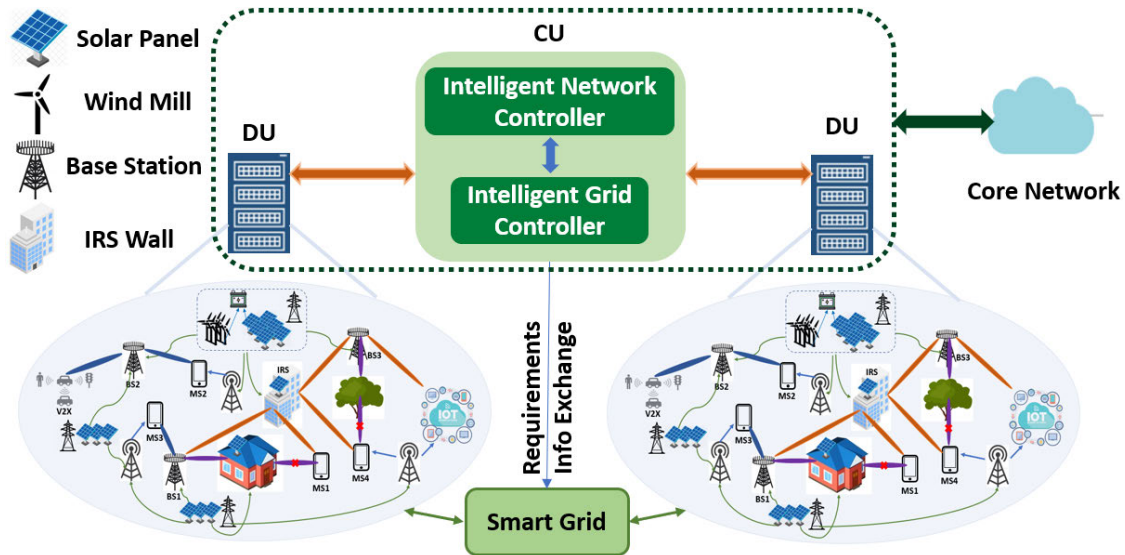 Solar Panel
Wind Mill
Base Station
IRS Wall
CU
Intelligent Network
Controller
Intelligent Grid
Controller
DU
DU
Core Network
Requirements
Info Exchange
Smart Grid
BS2
MS2
V2X
MS3
BS1
IRS
BS3
IOT
MS1
MS4
BS2
MS2
V2X
MS3
BS1
IRS
BS3
IOT
MS1
MS4